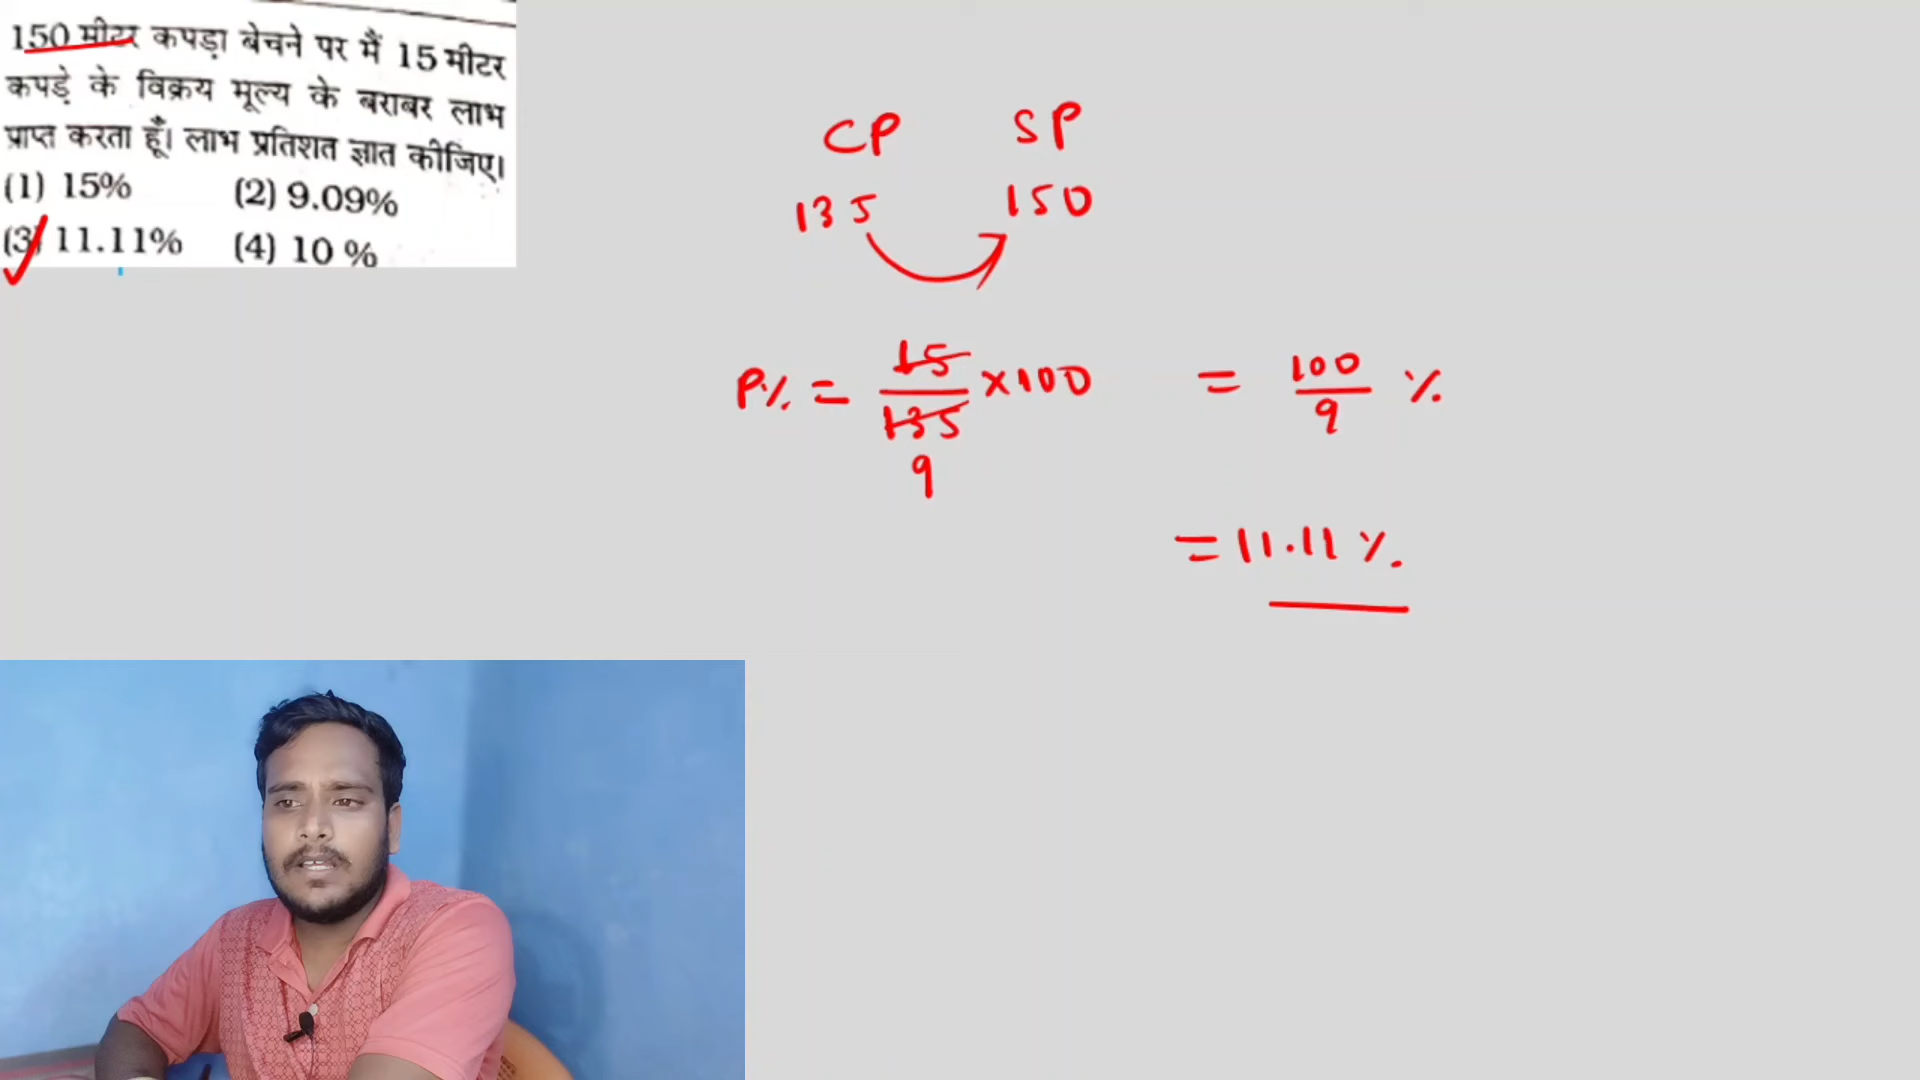 150 मीटर कपड़ा बेचने पर मैं 15 मीटर
कपड़े के विक्रय मूल्य के बराबर लाभ
प्राप्त करता हूँ। लाभ प्रतिशत ज्ञात कीजिए।
(1) 15% (2) 9.09%
(3) 11.11% (4) 10 %
CP SP
135 150
P% = 15/135 × 100 = 100/9 %
9
= 11.11 %.